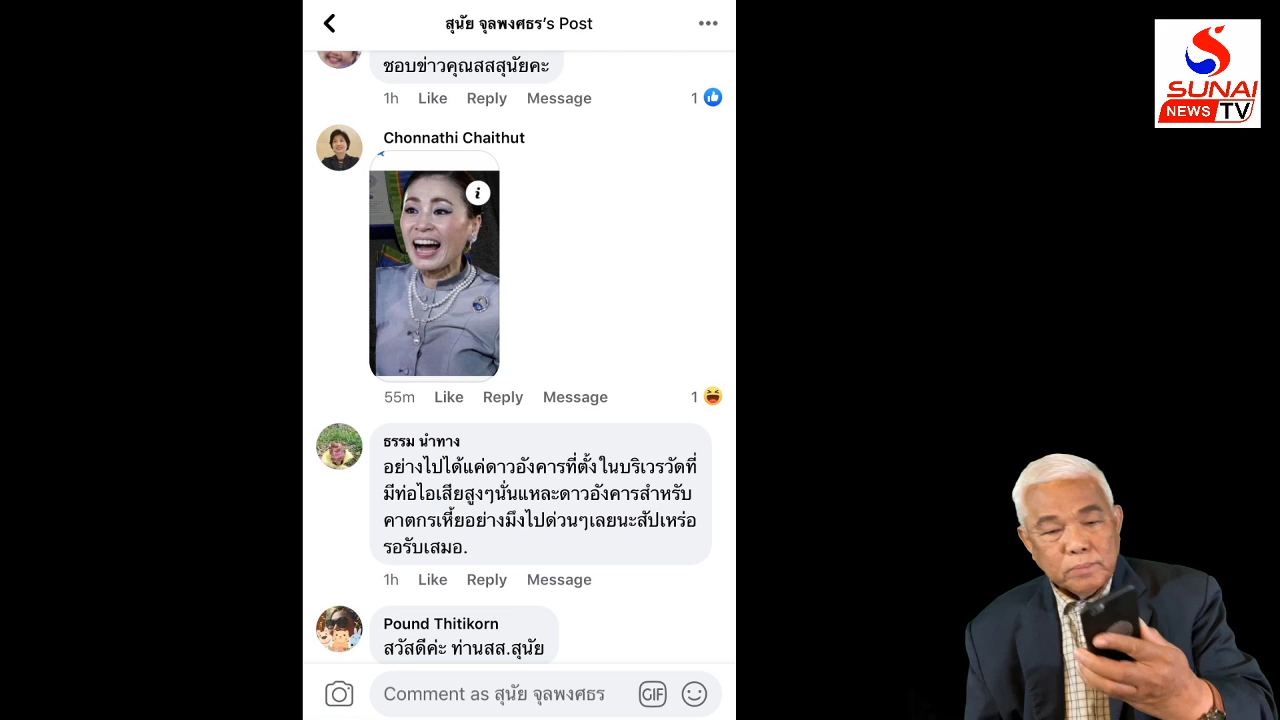 สุนัย จุลพงศธร's Post
ชอบข่าวคุณสสสุนัยคะ
1h Like Reply Message 1
Chonnathi Chaithut
i
55m Like Reply Message 1
ธรรม นำทาง
อย่างไปได้แค่ดาวอังคารที่ตั้งในบริเวรวัดที่
มีท่อไอเสียสูงๆนั่นแหละดาวอังคารสำหรับ
คาตกรเหี้ยอย่างมึงไปด่วนๆเลยนะสัปเหร่อ
รอรับเสมอ.
1h Like Reply Message
Pound Thitikorn
สวัสดีค่ะ ท่านสส.สุนัย
Comment as สุนัย จุลพงศธร GIF
SUNAI
NEWS TV